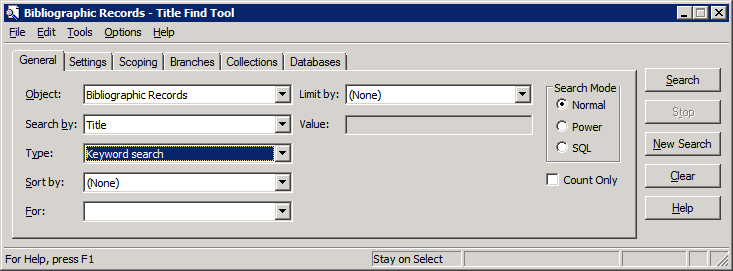 Bibliographic Records - Title Find Tool
File Edit Tools Options Help
General Settings Scoping Branches Collections Databases
Object: Bibliographic Records Limit by: (None)
Search by: Title Value:
Type: Keyword search
Sort by: (None)
For:
Search Mode
Normal
Power
SQL
Count Only
Search
Stop
New Search
Clear
Help
For Help, press F1 Stay on Select